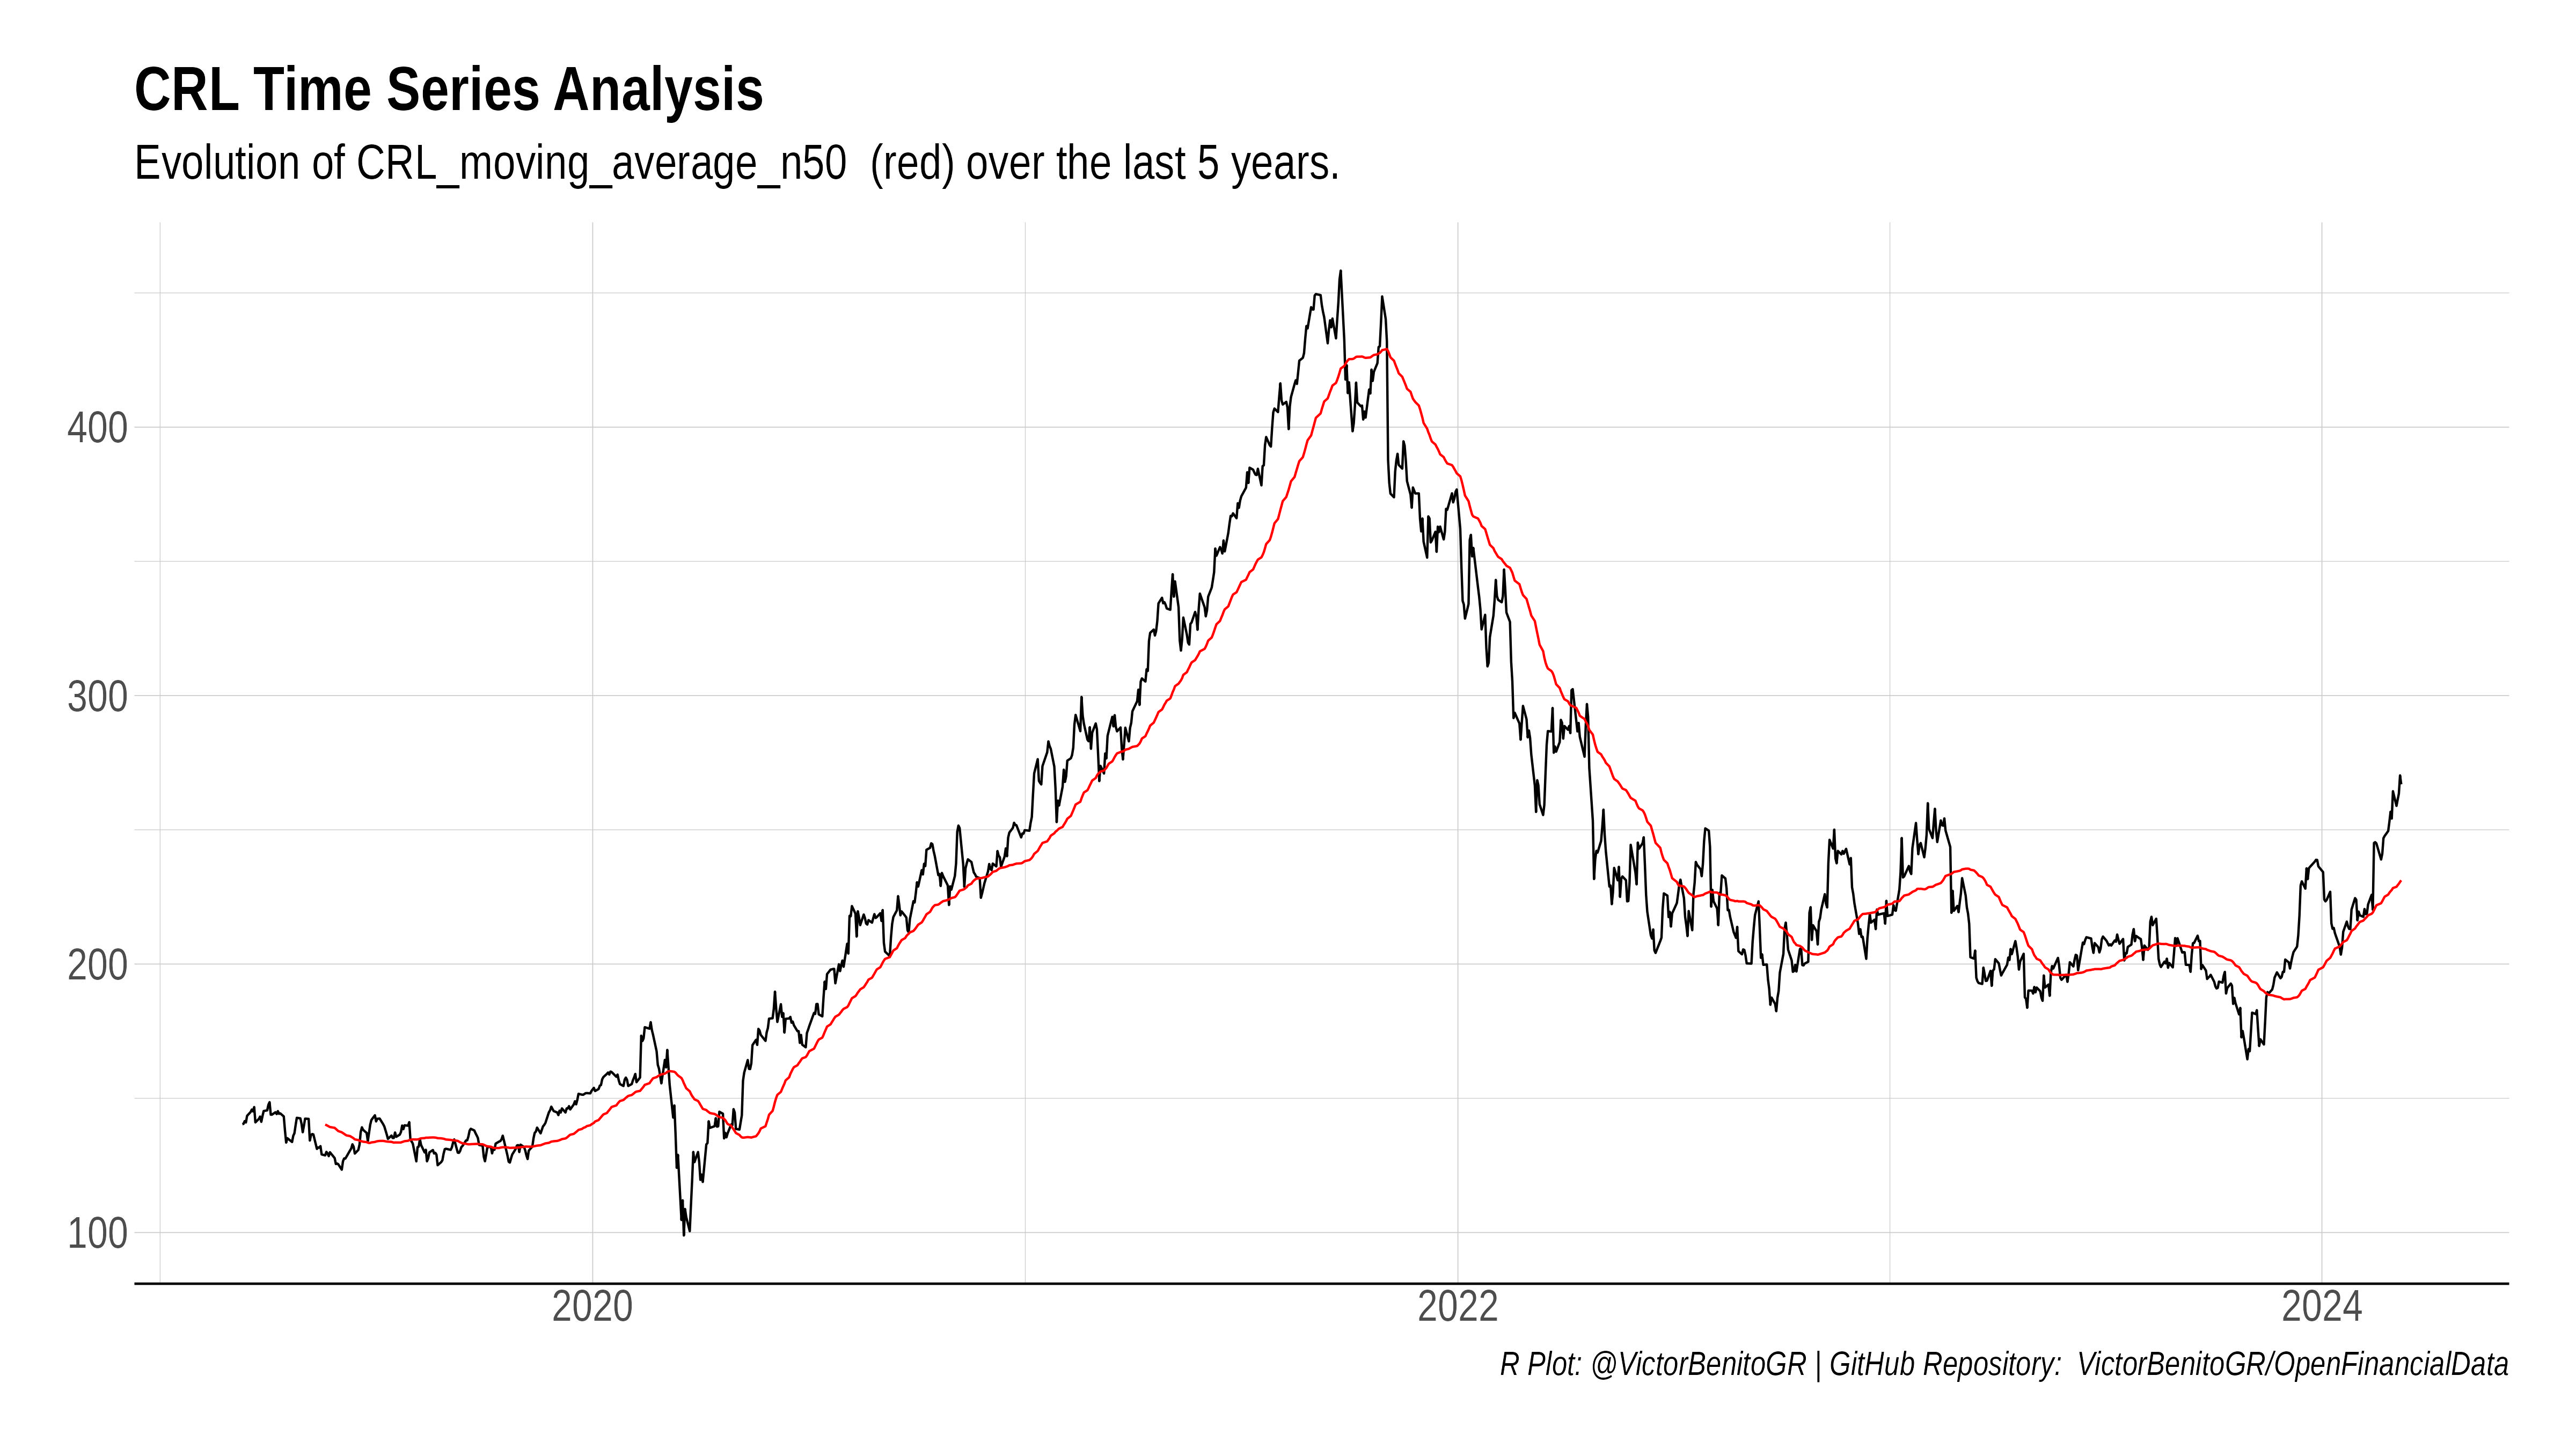 CRL Time Series Analysis
Evolution of CRL_moving_average_n50  (red) over the last 5 years.
400
300
200
100
2020 2022 2024
R Plot: @VictorBenitoGR | GitHub Repository:  VictorBenitoGR/OpenFinancialData